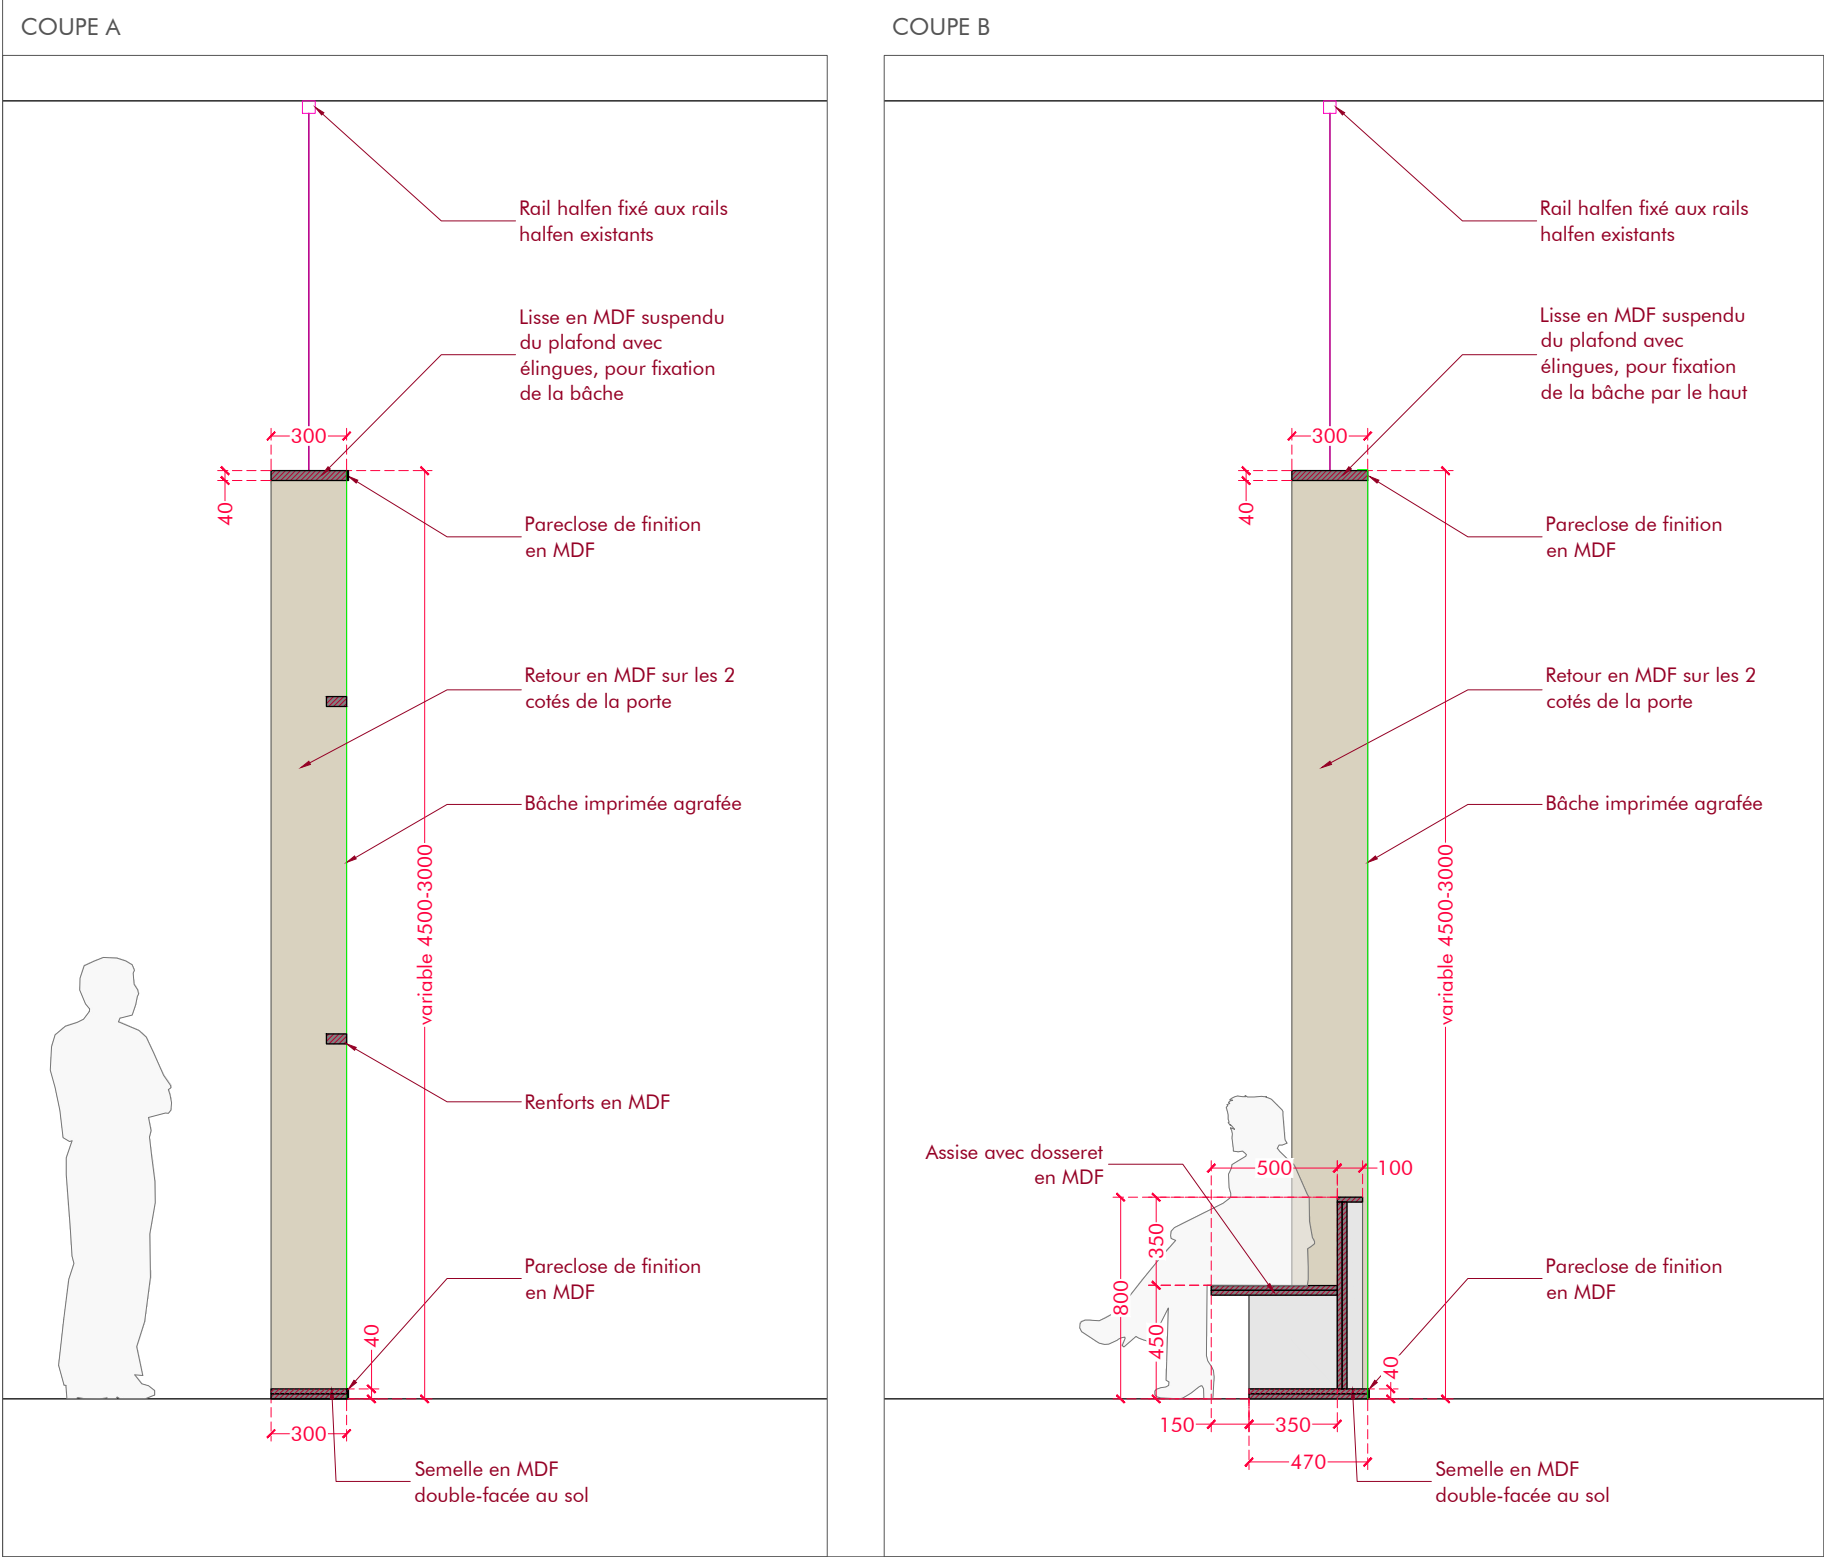 COUPE A
Rail halfen fixé aux rails
halfen existants
Lisse en MDF suspendu
du plafond avec
élingues, pour fixation
de la bâche
300
40
Pareclose de finition
en MDF
Retour en MDF sur les 2
cotés de la porte
Bâche imprimée agrafée
variable 4500-3000
Renforts en MDF
Pareclose de finition
en MDF
40
300
Semelle en MDF
double-facée au sol
COUPE B
Rail halfen fixé aux rails
halfen existants
Lisse en MDF suspendu
du plafond avec
élingues, pour fixation
de la bâche par le haut
300
40
Pareclose de finition
en MDF
Retour en MDF sur les 2
cotés de la porte
Bâche imprimée agrafée
variable 4500-3000
Assise avec dosseret
en MDF
500
100
350
800
450
Pareclose de finition
en MDF
40
150
350
470
Semelle en MDF
double-facée au sol